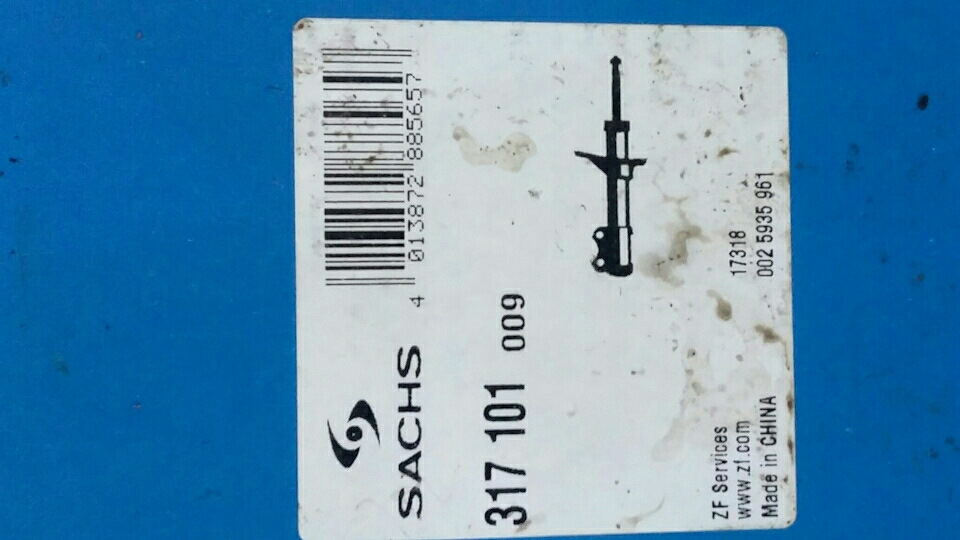 SACHS
4 013872 885657
317 101 009
17318
002 5935 961
ZF Services
www.zf.com
Made in CHINA